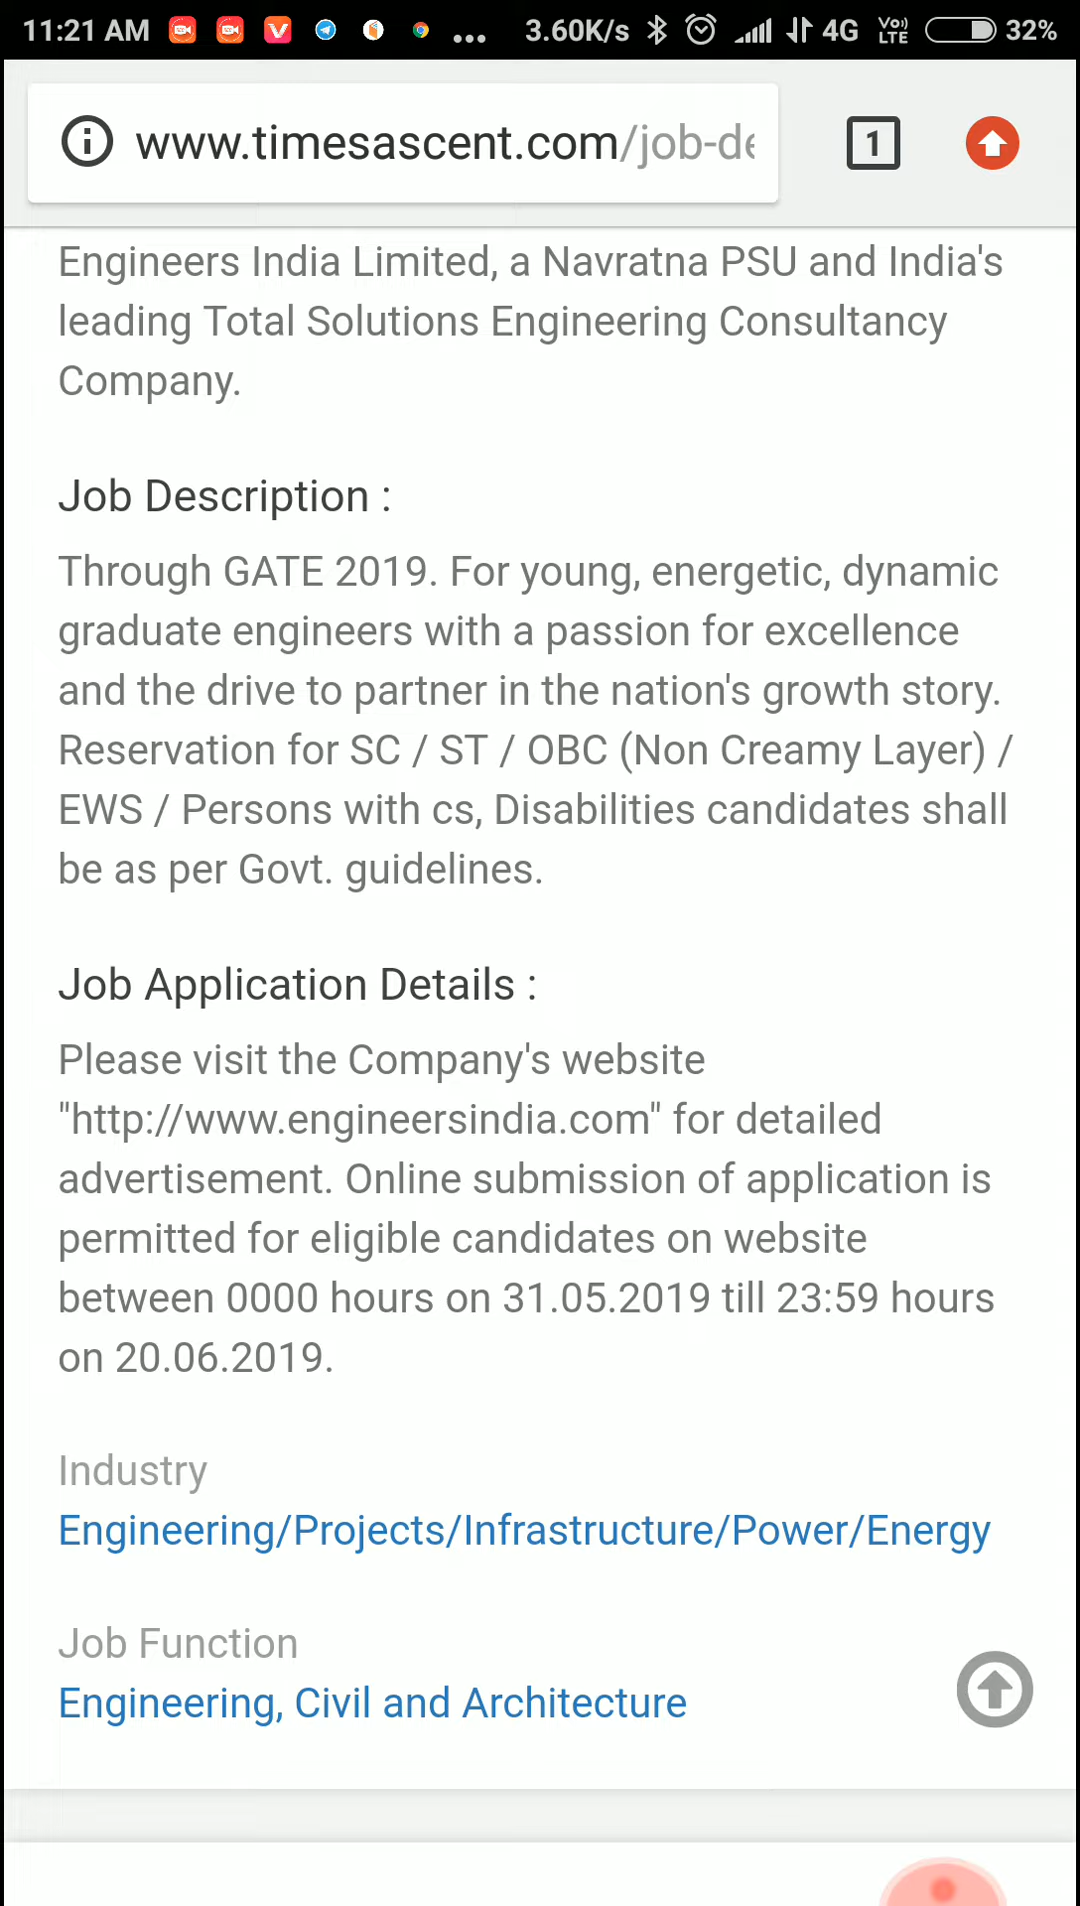 11:21 AM ... 3.60K/s 4G Vo)) LTE 32%
www.timesascent.com/job-de
1
Engineers India Limited, a Navratna PSU and India's
leading Total Solutions Engineering Consultancy
Company.
Job Description :
Through GATE 2019. For young, energetic, dynamic
graduate engineers with a passion for excellence
and the drive to partner in the nation's growth story.
Reservation for SC / ST / OBC (Non Creamy Layer) /
EWS / Persons with cs, Disabilities candidates shall
be as per Govt. guidelines.
Job Application Details :
Please visit the Company's website
"http://www.engineersindia.com" for detailed
advertisement. Online submission of application is
permitted for eligible candidates on website
between 0000 hours on 31.05.2019 till 23:59 hours
on 20.06.2019.
Industry
Engineering/Projects/Infrastructure/Power/Energy
Job Function
Engineering, Civil and Architecture